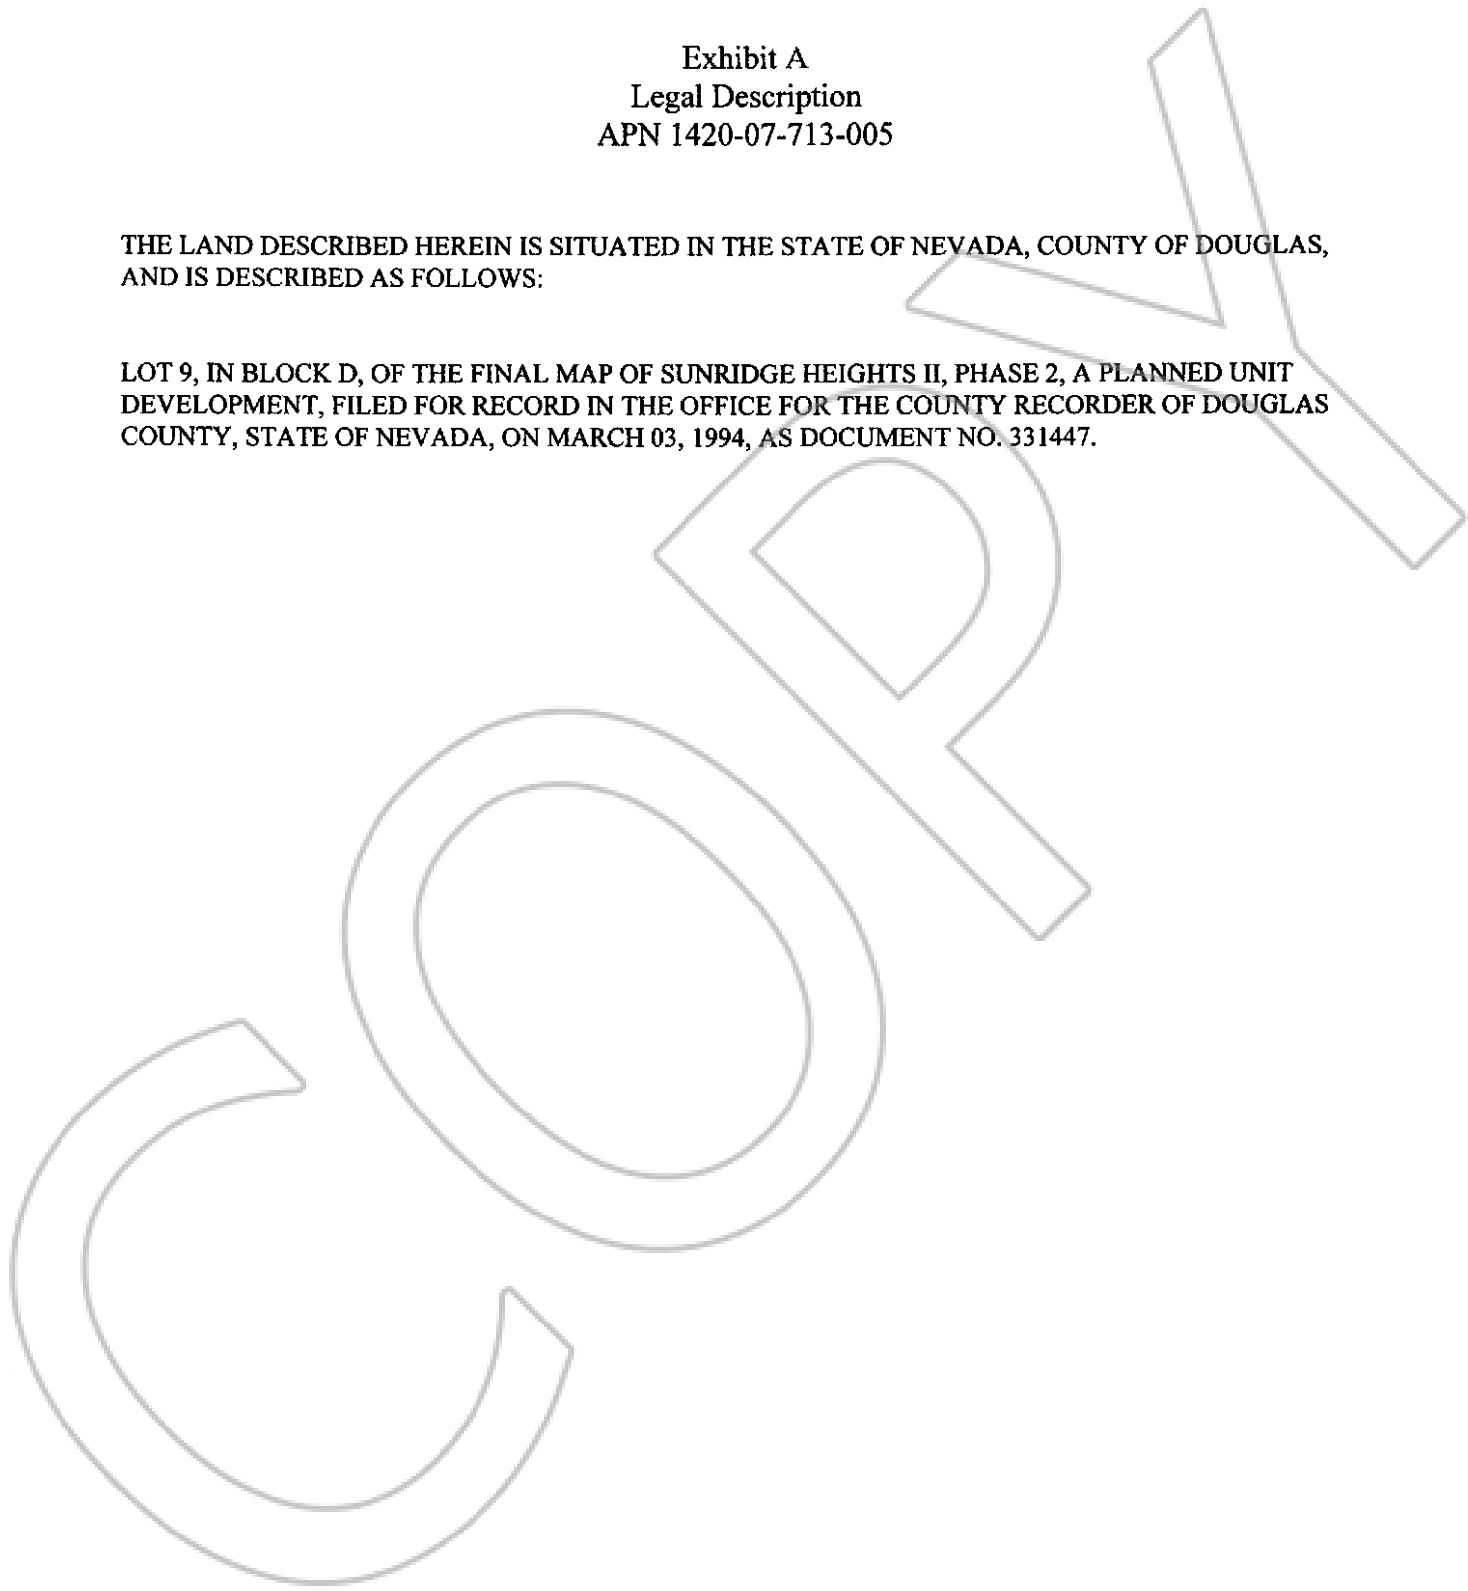 Exhibit A
Legal Description
APN 1420-07-713-005
THE LAND DESCRIBED HEREIN IS SITUATED IN THE STATE OF NEVADA, COUNTY OF DOUGLAS,
AND IS DESCRIBED AS FOLLOWS:
LOT 9, IN BLOCK D, OF THE FINAL MAP OF SUNRIDGE HEIGHTS II, PHASE 2, A PLANNED UNIT
DEVELOPMENT, FILED FOR RECORD IN THE OFFICE FOR THE COUNTY RECORDER OF DOUGLAS
COUNTY, STATE OF NEVADA, ON MARCH 03, 1994, AS DOCUMENT NO. 331447.
COPY